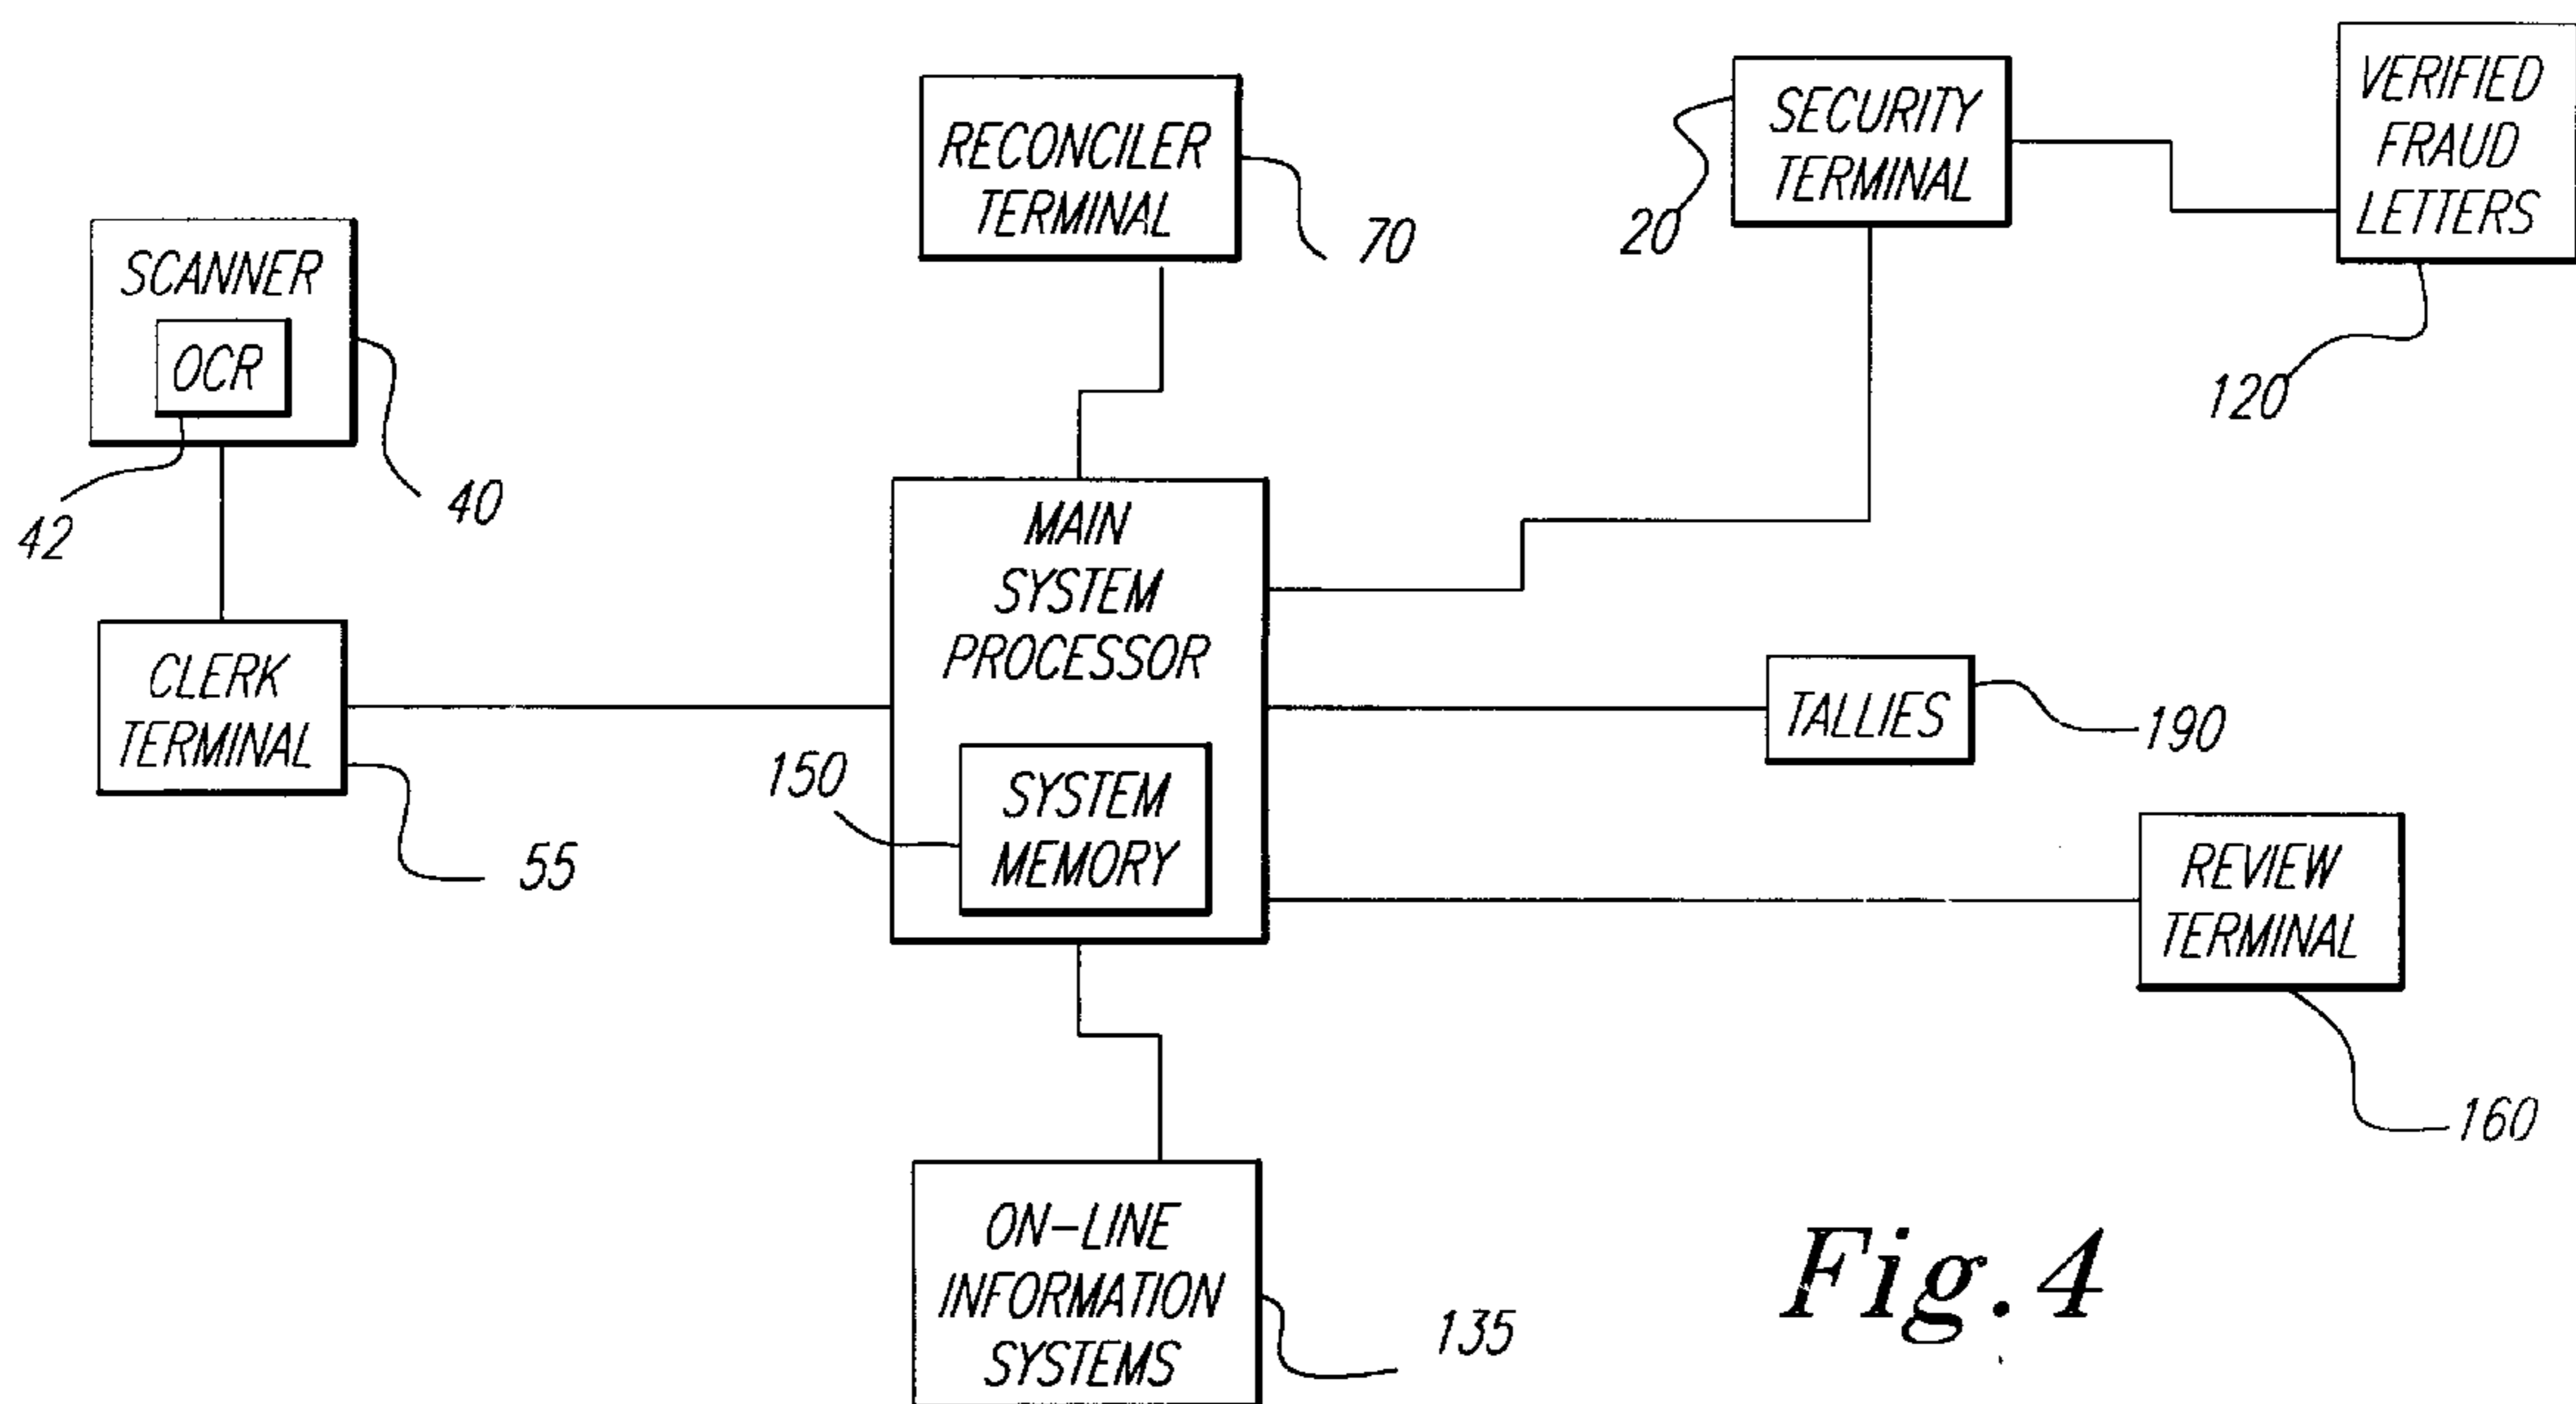 SCANNER
OCR
42
40
CLERK
TERMINAL
55
RECONCILER
TERMINAL
70
MAIN
SYSTEM
PROCESSOR
150
SYSTEM
MEMORY
ON-LINE
INFORMATION
SYSTEMS
135
SECURITY
TERMINAL
20
VERIFIED
FRAUD
LETTERS
120
TALLIES
190
REVIEW
TERMINAL
160
Fig. 4